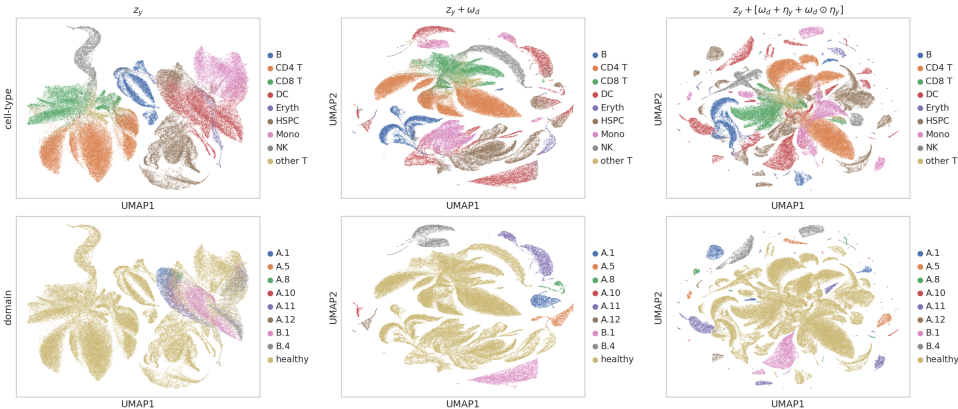 z_y
z_y + ω_d
z_y + [ω_d + η_y + ω_d ⊙ η_y]
cell-type
B
CD4 T
CD8 T
DC
Eryth
HSPC
Mono
NK
other T
UMAP1
UMAP2
B
CD4 T
CD8 T
DC
Eryth
HSPC
Mono
NK
other T
UMAP1
UMAP2
B
CD4 T
CD8 T
DC
Eryth
HSPC
Mono
NK
other T
UMAP1
domain
A.1
A.5
A.8
A.10
A.11
A.12
B.1
B.4
healthy
UMAP1
UMAP2
A.1
A.5
A.8
A.10
A.11
A.12
B.1
B.4
healthy
UMAP1
UMAP2
A.1
A.5
A.8
A.10
A.11
A.12
B.1
B.4
healthy
UMAP1